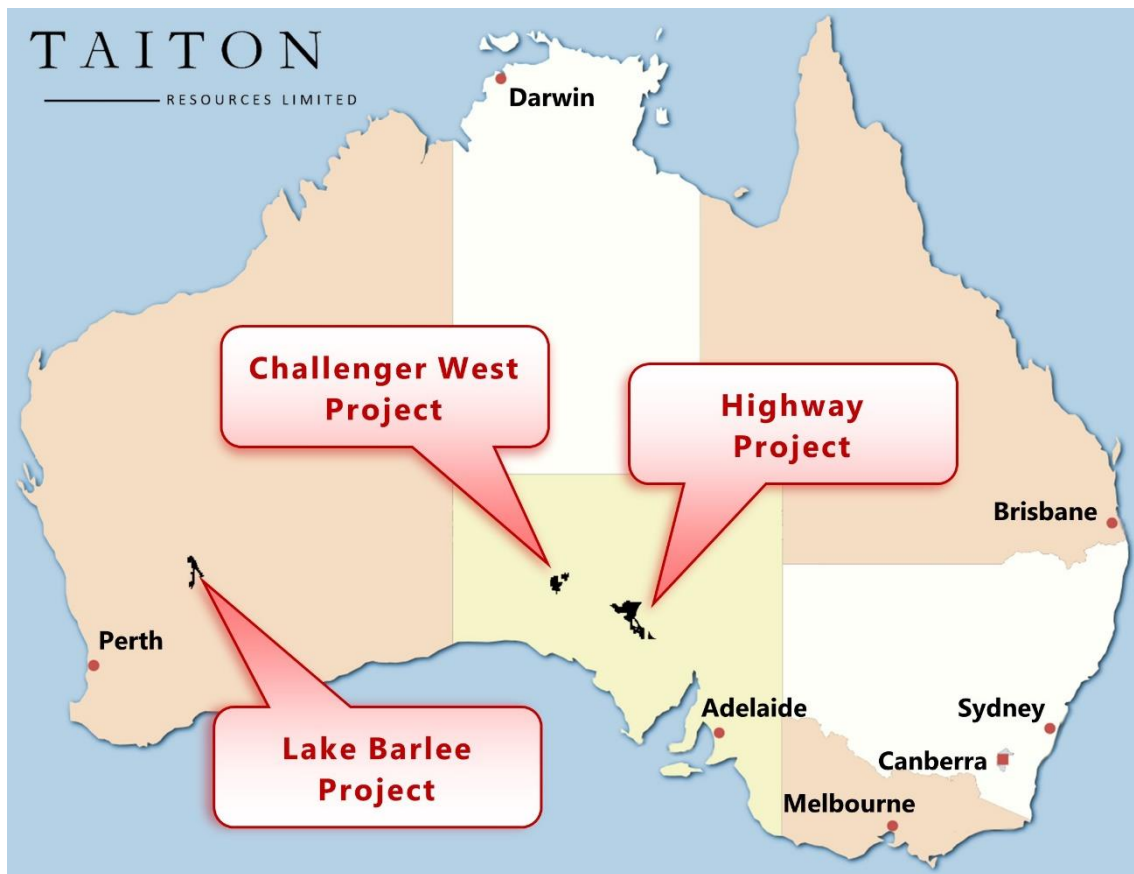 TAITON
RESOURCES LIMITED
Darwin
Challenger West
Project
Highway
Project
Brisbane
Perth
Adelaide
Sydney
Lake Barlee
Project
Canberra
Melbourne